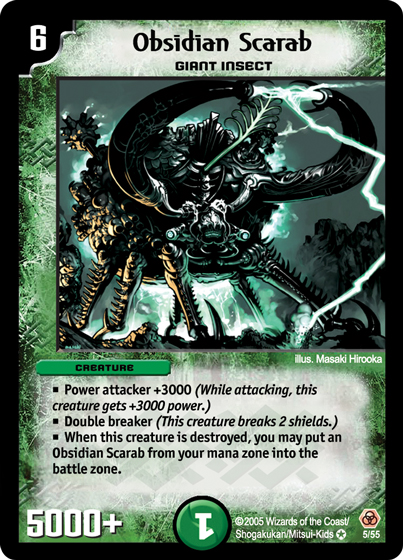 6
Obsidian Scarab
GIANT INSECT
illus. Masaki Hirooka
CREATURE
▪ Power attacker +3000 (While attacking, this
creature gets +3000 power.)
▪ Double breaker (This creature breaks 2 shields.)
▪ When this creature is destroyed, you may put an
Obsidian Scarab from your mana zone into the
battle zone.
5000+
1
©2005 Wizards of the Coast/
Shogakukan/Mitsui-Kids ✪
5/55